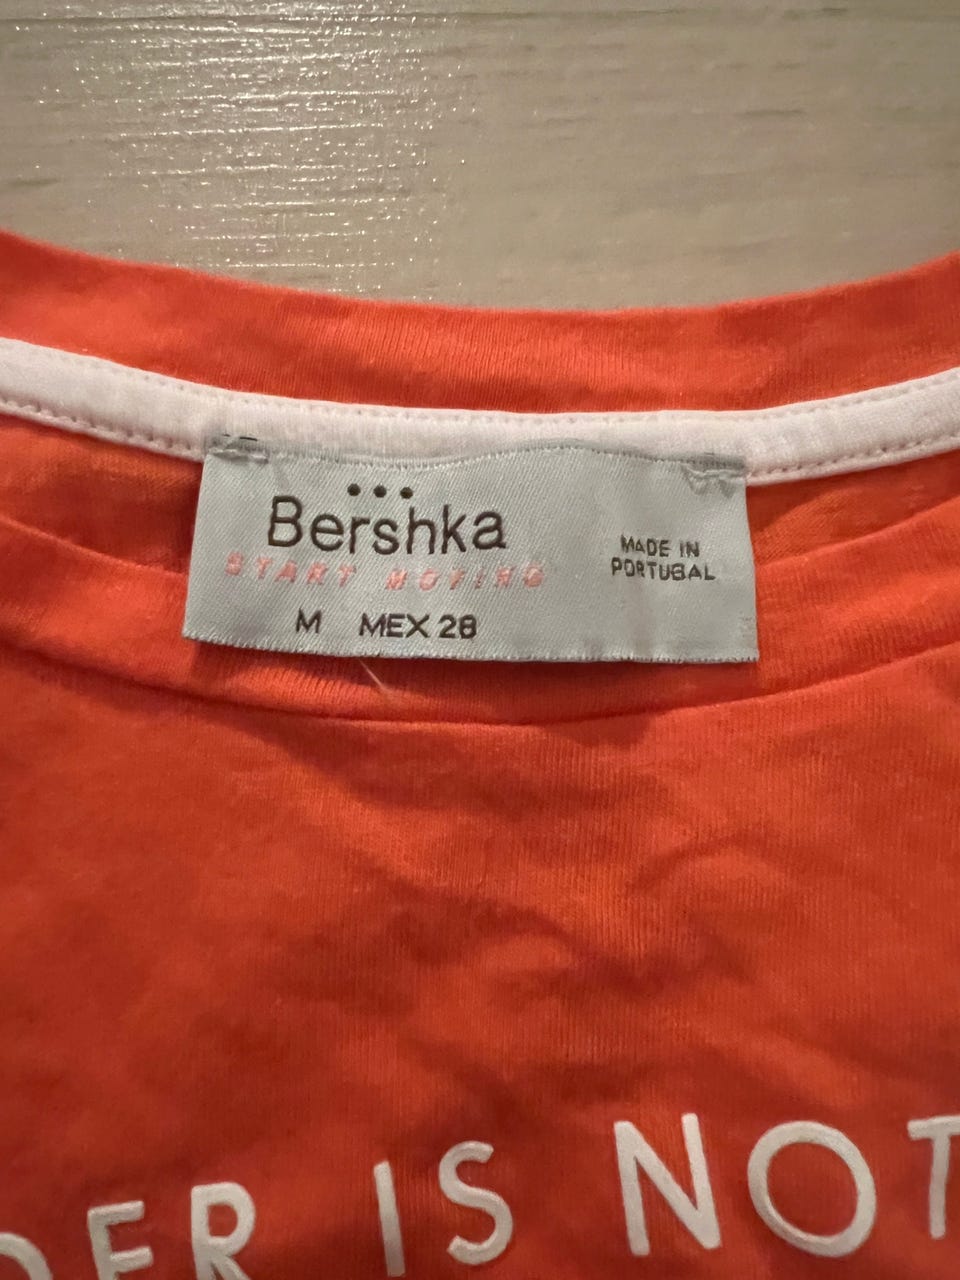 Bershka
START MOVING
MADE IN
PORTUGAL
M MEX 28
IS NOT